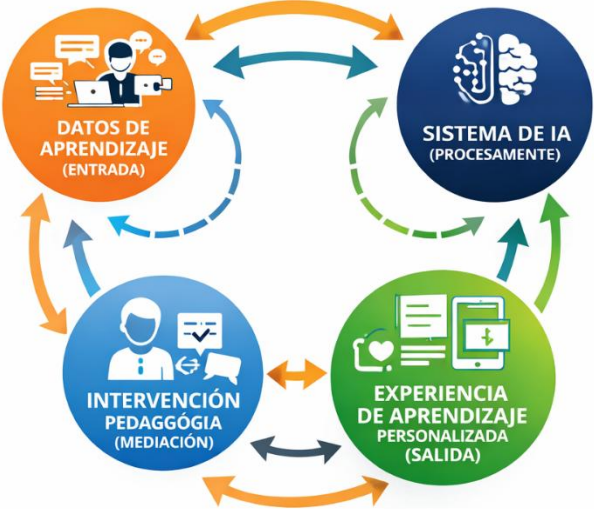 DATOS DE
APRENDIZAJE
(ENTRADA)
SISTEMA DE IA
(PROCESAMENTE)
INTERVENCIÓN
PEDAGGÓGIA
(MEDIACIÓN)
EXPERIENCIA
DE APRENDIZAJE
PERSONALIZADA
(SALIDA)